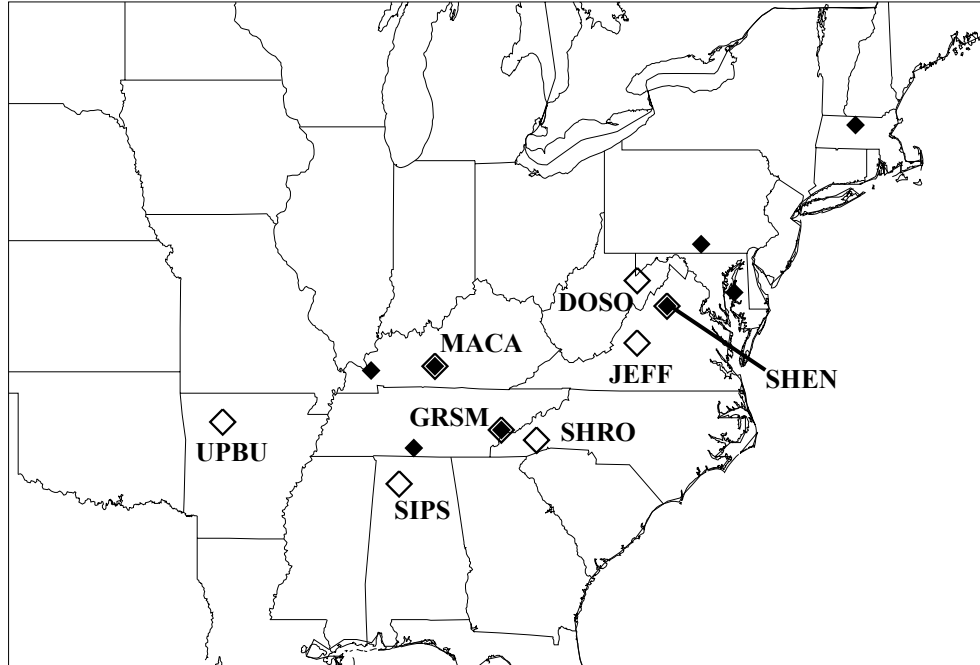 DOSO
MACA
JEFF
SHEN
GRSM
SHRO
UPBU
SIPS